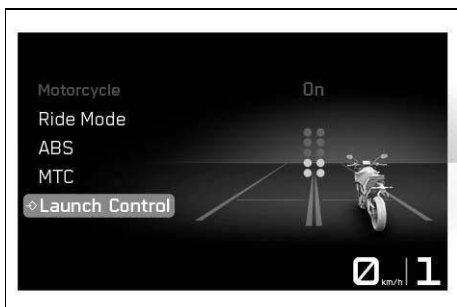 Motorcycle
On
Ride Mode
ABS
MTC
Launch Control
0 km/h 1